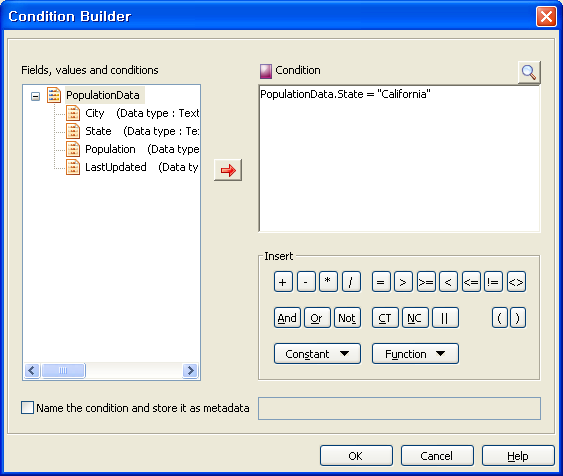 Condition Builder
Fields, values and conditions
Condition
PopulationData
City (Data type : Text
State (Data type : Te
Population (Data type
LastUpdated (Data ty
PopulationData.State = "California"
Insert
+ - * / = > >= < <= != <>
And Or Not CT NC || ( )
Constant Function
Name the condition and store it as metadata
OK Cancel Help